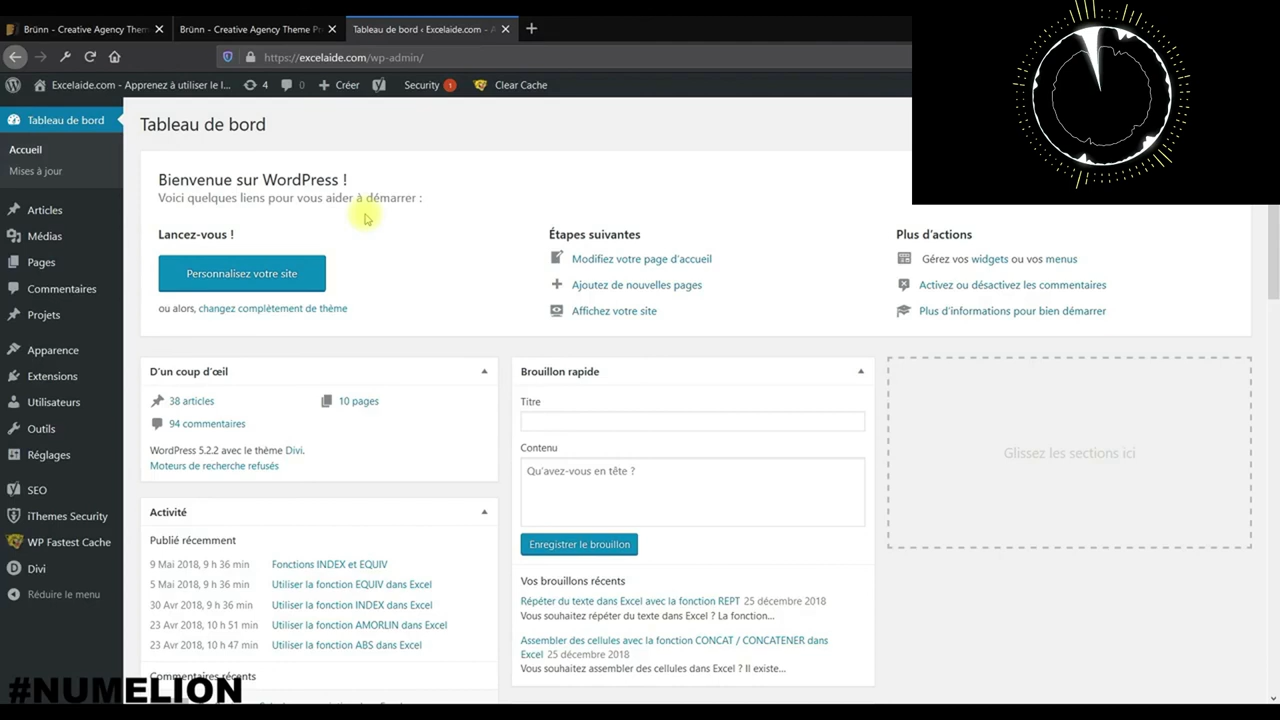 Brünn - Creative Agency Them
Brünn - Creative Agency Theme Pr
Tableau de bord ‹ Excelaide.com —
https://excelaide.com/wp-admin/
Excelaide.com - Apprenez à utiliser le l...
4
0
Créer
Security 1
Clear Cache
Tableau de bord
Accueil
Mises à jour
Articles
Médias
Pages
Commentaires
Projets
Apparence
Extensions
Utilisateurs
Outils
Réglages
SEO
iThemes Security
WP Fastest Cache
Divi
Réduire le menu
Tableau de bord
Bienvenue sur WordPress !
Voici quelques liens pour vous aider à démarrer :
Lancez-vous !
Personnalisez votre site
ou alors, changez complètement de thème
Étapes suivantes
Modifiez votre page d'accueil
Ajoutez de nouvelles pages
Affichez votre site
Plus d'actions
Gérez vos widgets ou vos menus
Activez ou désactivez les commentaires
Plus d'informations pour bien démarrer
D'un coup d'œil
38 articles
10 pages
94 commentaires
WordPress 5.2.2 avec le thème Divi.
Moteurs de recherche refusés
Activité
Publié récemment
9 Mai 2018, 9 h 36 min Fonctions INDEX et EQUIV
5 Mai 2018, 9 h 36 min Utiliser la fonction EQUIV dans Excel
30 Avr 2018, 9 h 36 min Utiliser la fonction INDEX dans Excel
23 Avr 2018, 10 h 51 min Utiliser la fonction AMORLIN dans Excel
23 Avr 2018, 10 h 47 min Utiliser la fonction ABS dans Excel
Commentaires récents
Brouillon rapide
Titre
Contenu
Qu'avez-vous en tête ?
Enregistrer le brouillon
Vos brouillons récents
Répéter du texte dans Excel avec la fonction REPT 25 décembre 2018
Vous souhaitez répéter du texte dans Excel ? La fonction...
Assembler des cellules avec la fonction CONCAT / CONCATENER dans
Excel 25 décembre 2018
Vous souhaitez assembler des cellules dans Excel ? Il existe...
Glissez les sections ici
#NUMELION